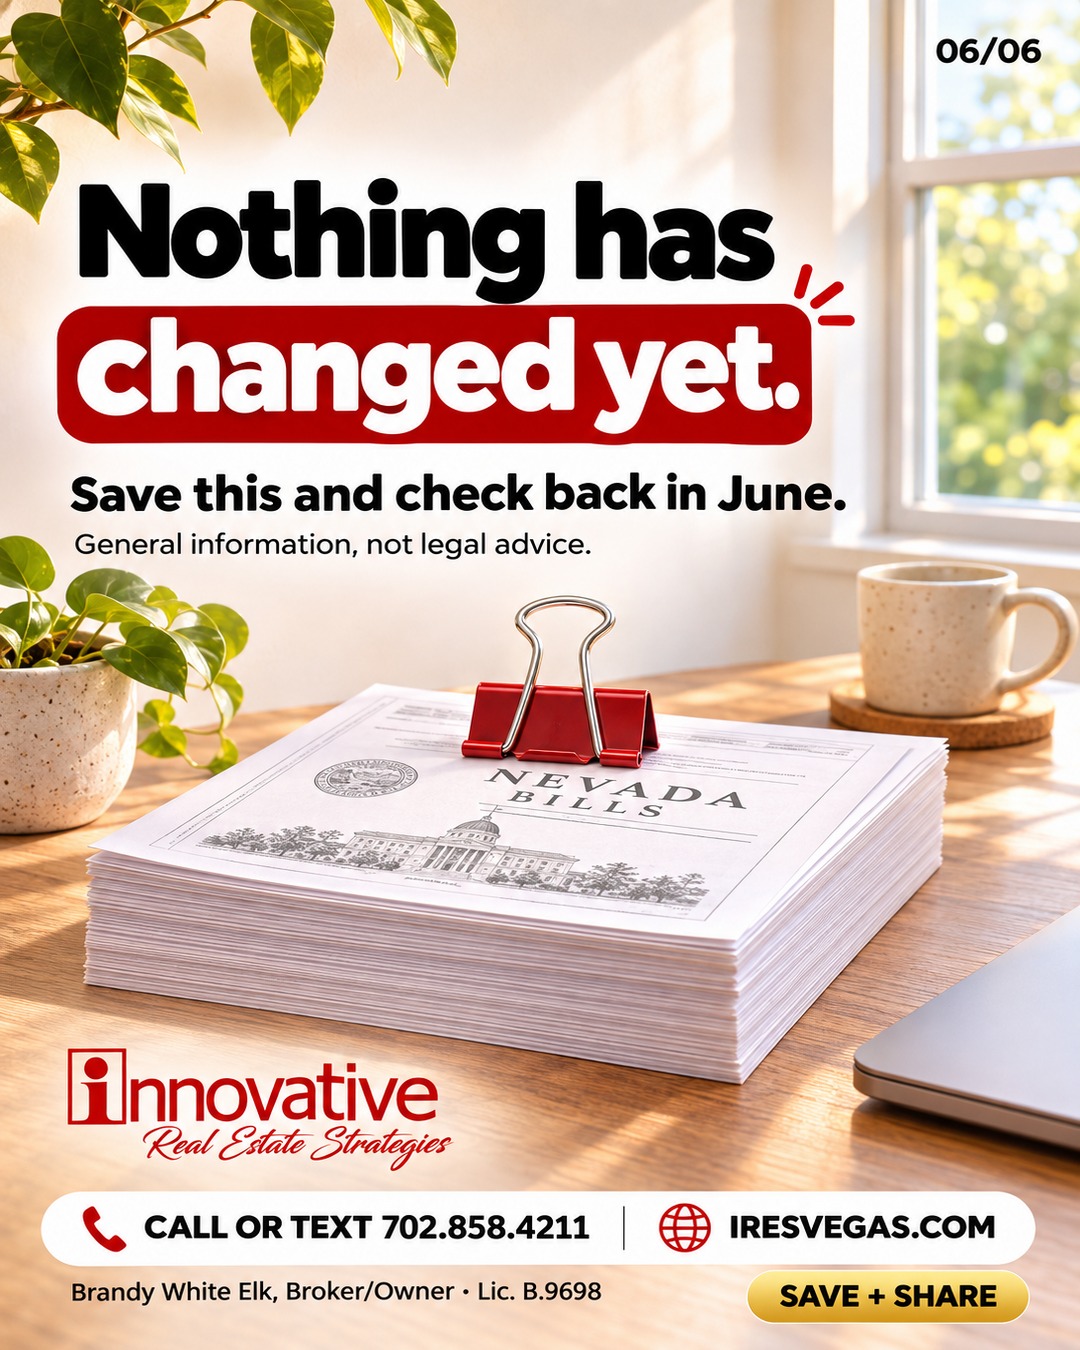 06/06
Nothing has
changed yet.
Save this and check back in June.
General information, not legal advice.
NEVADA
BILLS
innovative
Real Estate Strategies
CALL OR TEXT 702.858.4211
IRESVEGAS.COM
Brandy White Elk, Broker/Owner • Lic. B.9698
SAVE + SHARE